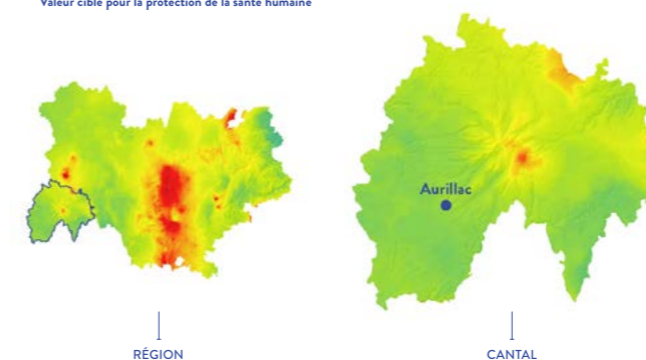 Valeur cible pour la protection de la santé humaine
Aurillac
RÉGION
CANTAL